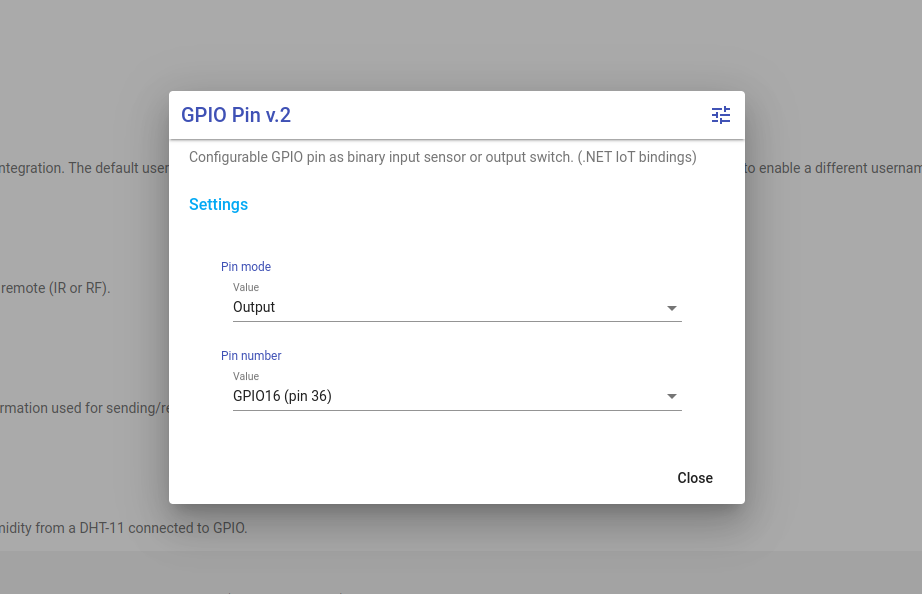 GPIO Pin v.2
Configurable GPIO pin as binary input sensor or output switch. (.NET IoT bindings)
ntegration. The default user
to enable a different usernam
Settings
Pin mode
Value
Output
remote (IR or RF).
Pin number
Value
GPIO16 (pin 36)
rmation used for sending/re
Close
midity from a DHT-11 connected to GPIO.